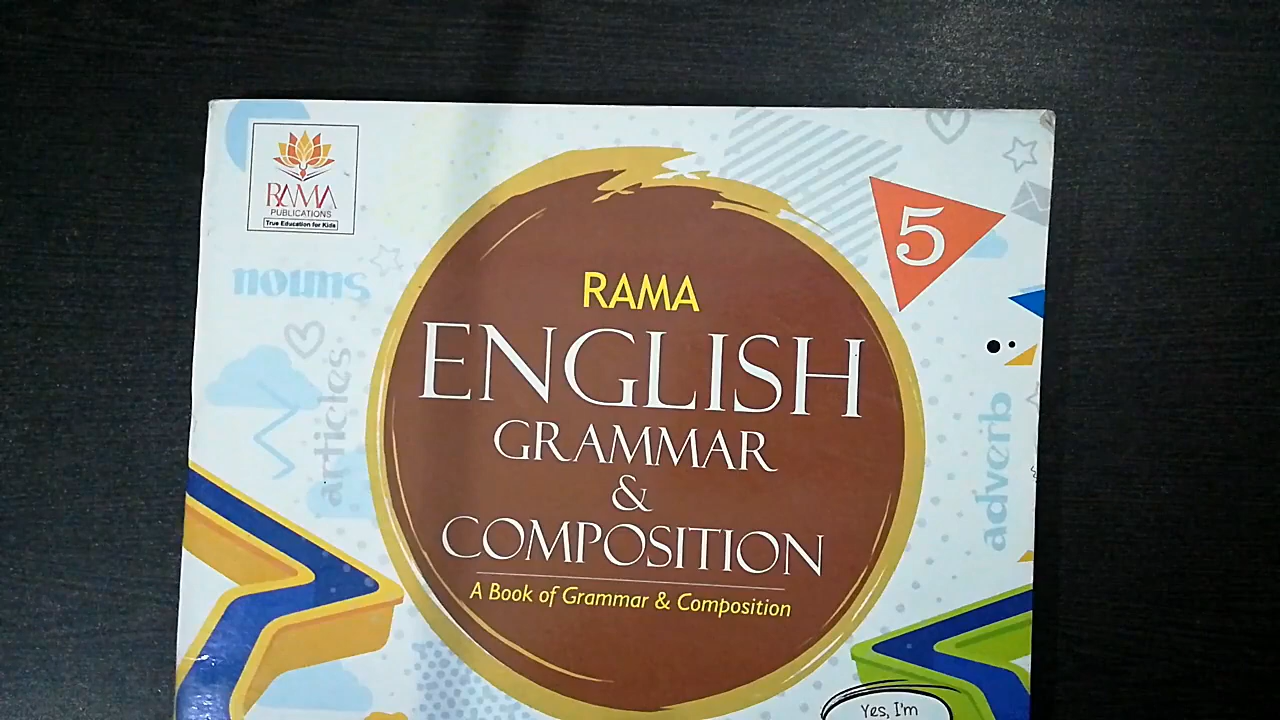 RAMA
PUBLICATIONS
True Education for Kids
5
nouns
articles
adverb
RAMA
ENGLISH
GRAMMAR
&
COMPOSITION
A Book of Grammar & Composition
Yes, I'm